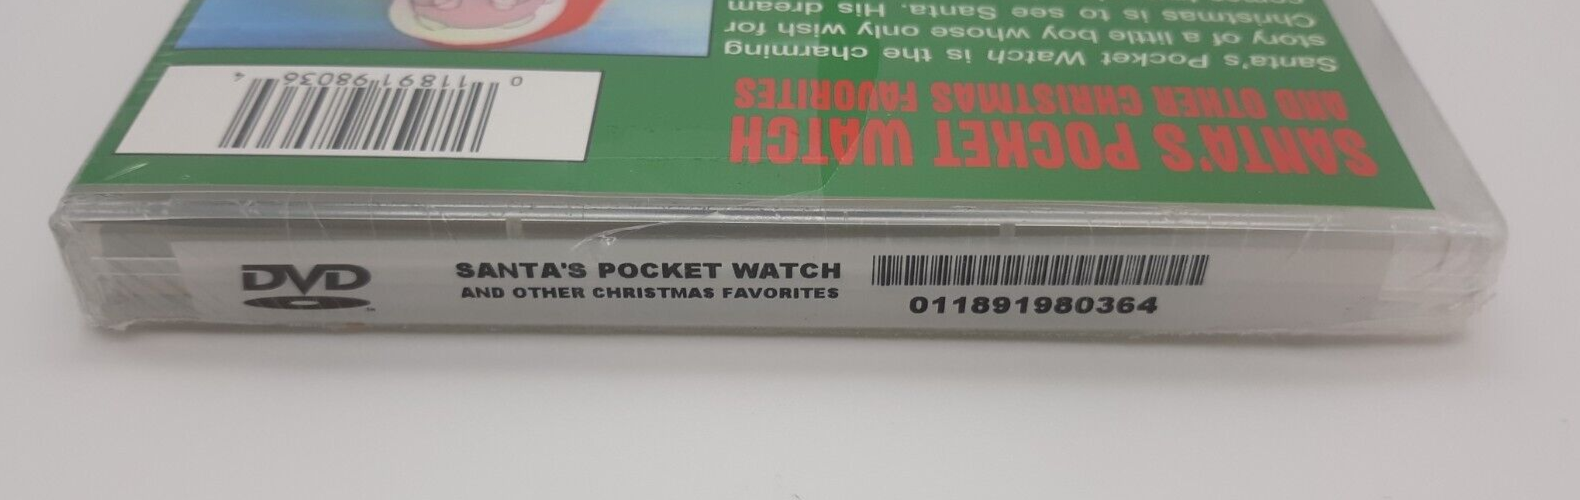 SANTA'S POCKET WATCH
AND OTHER CHRISTMAS FAVORITES
Santa's Pocket Watch is the charming
story of a little boy whose only wish for
Christmas is to see Santa. His dream
0 11891 98036 4
DVD
SANTA'S POCKET WATCH
AND OTHER CHRISTMAS FAVORITES
011891980364